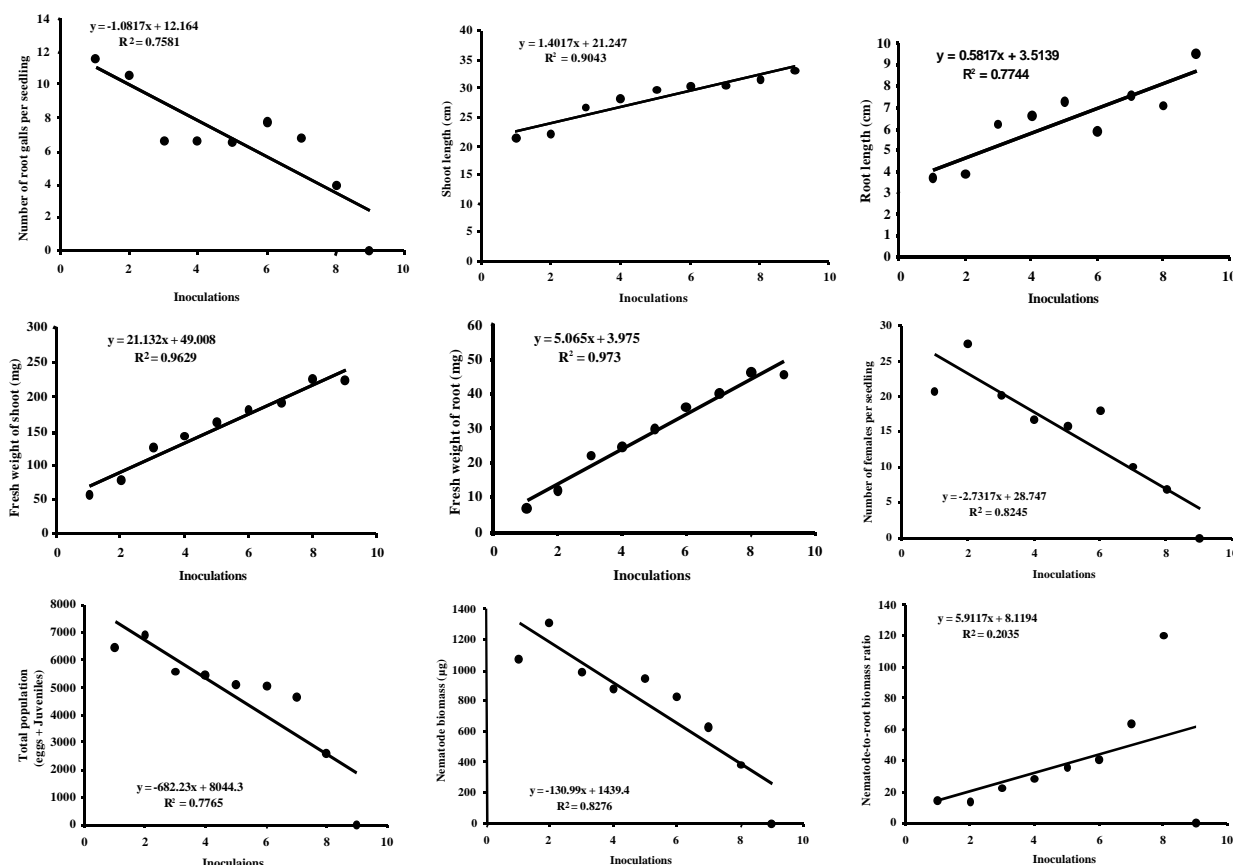 y = -1.0817x + 12.164
R² = 0.7581
Number of root galls per seedling
14
12
10
8
6
4
2
0
0 2 4 6 8 10
Inoculations
y = 1.4017x + 21.247
R² = 0.9043
Shoot length (cm)
40
35
30
25
20
15
10
5
0
0 2 4 6 8 10
Inoculations
y = 0.5817x + 3.5139
R² = 0.7744
Root length (cm)
10
9
8
7
6
5
4
3
2
1
0
0 2 4 6 8 10
Inoculations
y = 21.132x + 49.008
R² = 0.9629
Fresh weight of shoot (mg)
300
250
200
150
100
50
0
0 2 4 6 8 10
Inoculations
y = 5.065x + 3.975
R² = 0.973
Fresh weight of root (mg)
60
50
40
30
20
10
0
0 2 4 6 8 10
Inoculations
Number of females per seedling
30
25
20
15
10
5
0
y = -2.7317x + 28.747
R² = 0.8245
0 2 4 6 8 10
Inoculations
Total population
(eggs + Juveniles)
8000
7000
6000
5000
4000
3000
2000
1000
0
y = -682.23x + 8044.3
R² = 0.7765
0 2 4 6 8 10
Inoculaions
Nematode biomass (µg)
1400
1200
1000
800
600
400
200
0
y = -130.99x + 1439.4
R² = 0.8276
0 2 4 6 8 10
Inoculations
y = 5.9117x + 8.1194
R² = 0.2035
Nematode-to-root biomass ratio
140
120
100
80
60
40
20
0
0 2 4 6 8 10
Inoculations